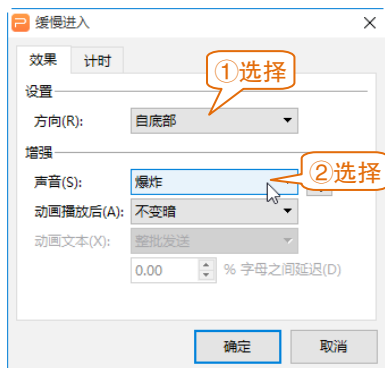 缓慢进入
效果 计时
①选择
设置
方向(R): 自底部
增强
②选择
声音(S): 爆炸
动画播放后(A): 不变暗
动画文本(X): 整批发送
0.00 % 字母之间延迟(D)
确定 取消